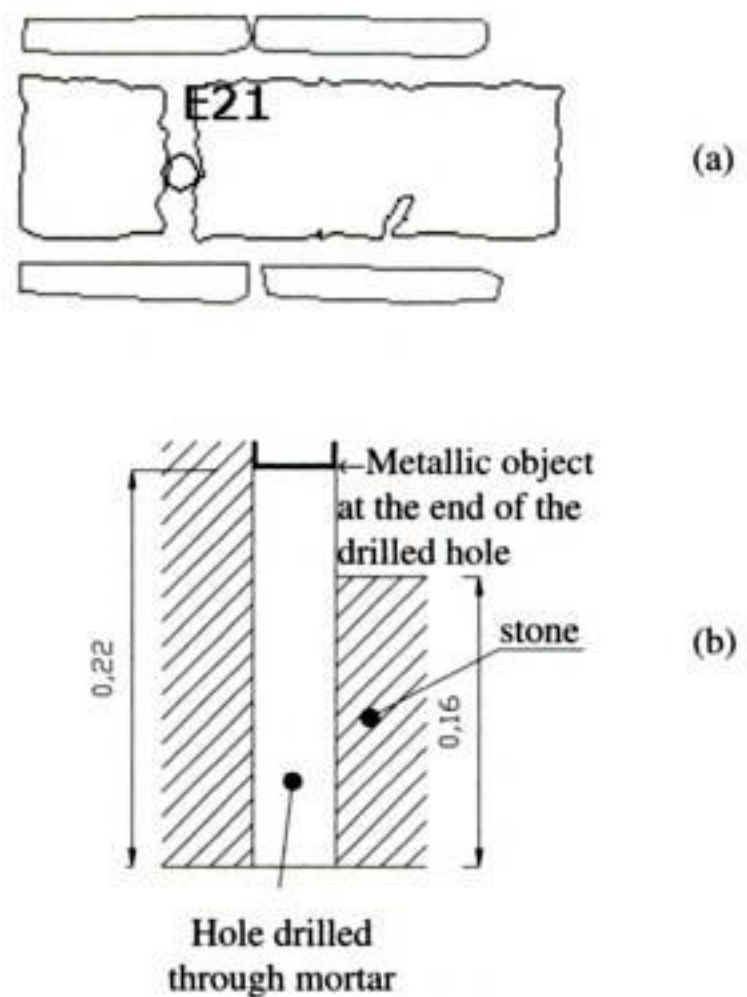 E21
(a)
←Metallic object
at the end of the
drilled hole
stone
(b)
0,22
0,16
Hole drilled
through mortar